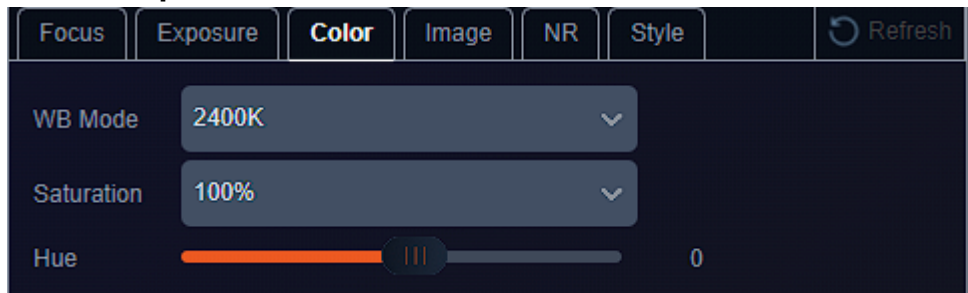 Focus Exposure Color Image NR Style Refresh
WB Mode 2400K
Saturation 100%
Hue 0